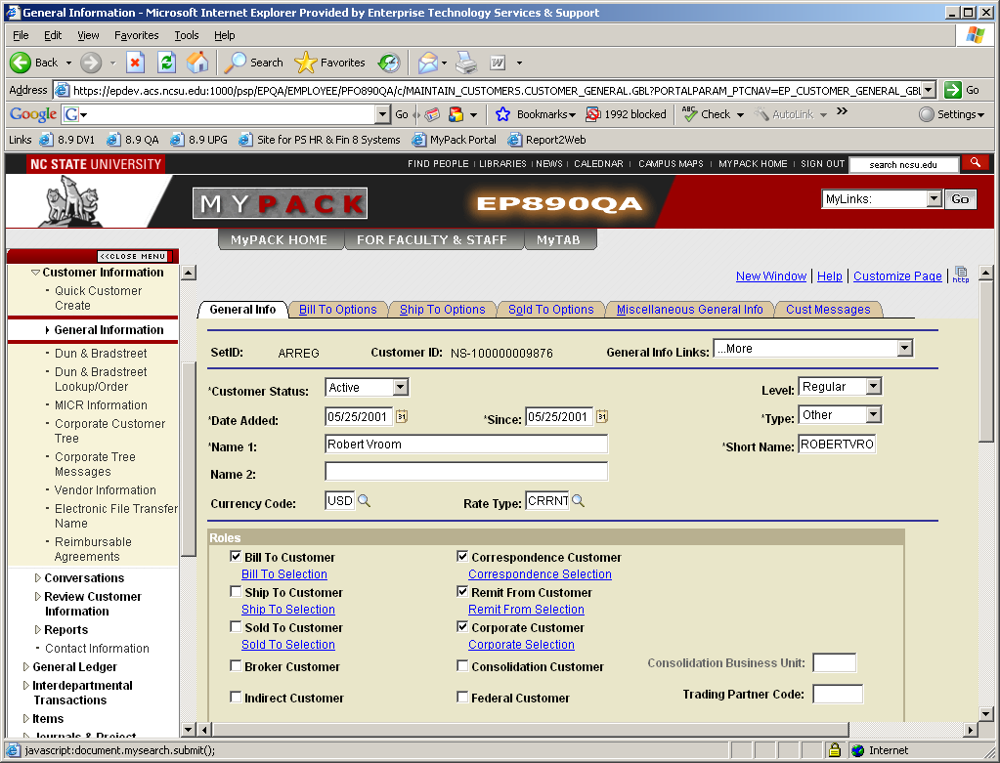 General Information - Microsoft Internet Explorer Provided by Enterprise Technology Services & Support
File Edit View Favorites Tools Help
Back Search Favorites
Address https://epdev.acs.ncsu.edu:1000/psp/EPQA/EMPLOYEE/PFO890QA/c/MAINTAIN_CUSTOMERS.CUSTOMER_GENERAL.GBL?PORTALPARAM_PTCNAV=EP_CUSTOMER_GENERAL_GBL Go
Google G Go Bookmarks 1992 blocked ABC Check AutoLink » Settings
Links 8.9 DV1 8.9 QA 8.9 UPG Site for PS HR & Fin 8 Systems MyPack Portal Report2Web
NC STATE UNIVERSITY FIND PEOPLE | LIBRARIES | NEWS | CALEDNAR | CAMPUS MAPS | MYPACK HOME | SIGN OUT search ncsu.edu
MYPACK EP890QA MyLinks: Go
MyPACK HOME FOR FACULTY & STAFF MyTAB
<<CLOSE MENU
Customer Information
- Quick Customer
Create
General Information
- Dun & Bradstreet
- Dun & Bradstreet
Lookup/Order
- MICR Information
- Corporate Customer
Tree
- Corporate Tree
Messages
- Vendor Information
- Electronic File Transfer
Name
- Reimbursable
Agreements
Conversations
Review Customer
Information
Reports
- Contact Information
General Ledger
Interdepartmental
Transactions
Items
Journals & Project
New Window | Help | Customize Page | http
General Info Bill To Options Ship To Options Sold To Options Miscellaneous General Info Cust Messages
SetID: ARREG Customer ID: NS-100000009876 General Info Links: ...More
*Customer Status: Active Level: Regular
*Date Added: 05/25/2001 31 *Since: 05/25/2001 31 *Type: Other
*Name 1: Robert Vroom *Short Name: ROBERTVRO
Name 2:
Currency Code: USD Rate Type: CRRNT
Roles
Bill To Customer Correspondence Customer
Bill To Selection Correspondence Selection
Ship To Customer Remit From Customer
Ship To Selection Remit From Selection
Sold To Customer Corporate Customer
Sold To Selection Corporate Selection
Broker Customer Consolidation Customer Consolidation Business Unit:
Indirect Customer Federal Customer Trading Partner Code:
javascript:document.mysearch.submit(); Internet